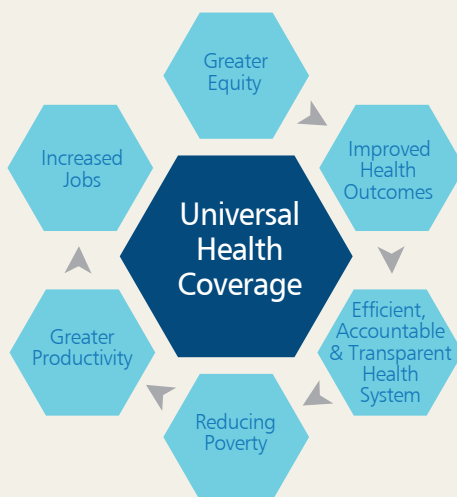 Greater
Equity
Improved
Health
Outcomes
Efficient,
Accountable
& Transparent
Health
System
Reducing
Poverty
Greater
Productivity
Increased
Jobs
Universal
Health
Coverage